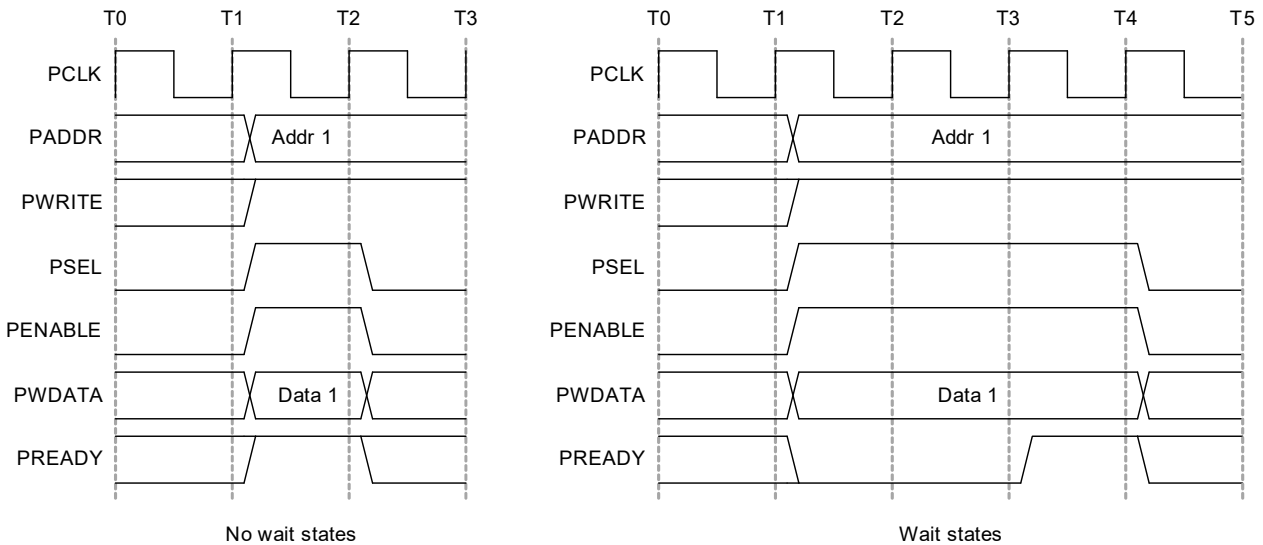 T0 T1 T2 T3
PCLK
PADDR Addr 1
PWRITE
PSEL
PENABLE
PWDATA Data 1
PREADY
No wait states
T0 T1 T2 T3 T4 T5
PCLK
PADDR Addr 1
PWRITE
PSEL
PENABLE
PWDATA Data 1
PREADY
Wait states